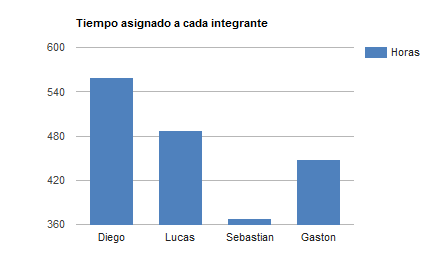 Tiempo asignado a cada integrante
600
Horas
540
480
420
360
Diego Lucas Sebastian Gaston